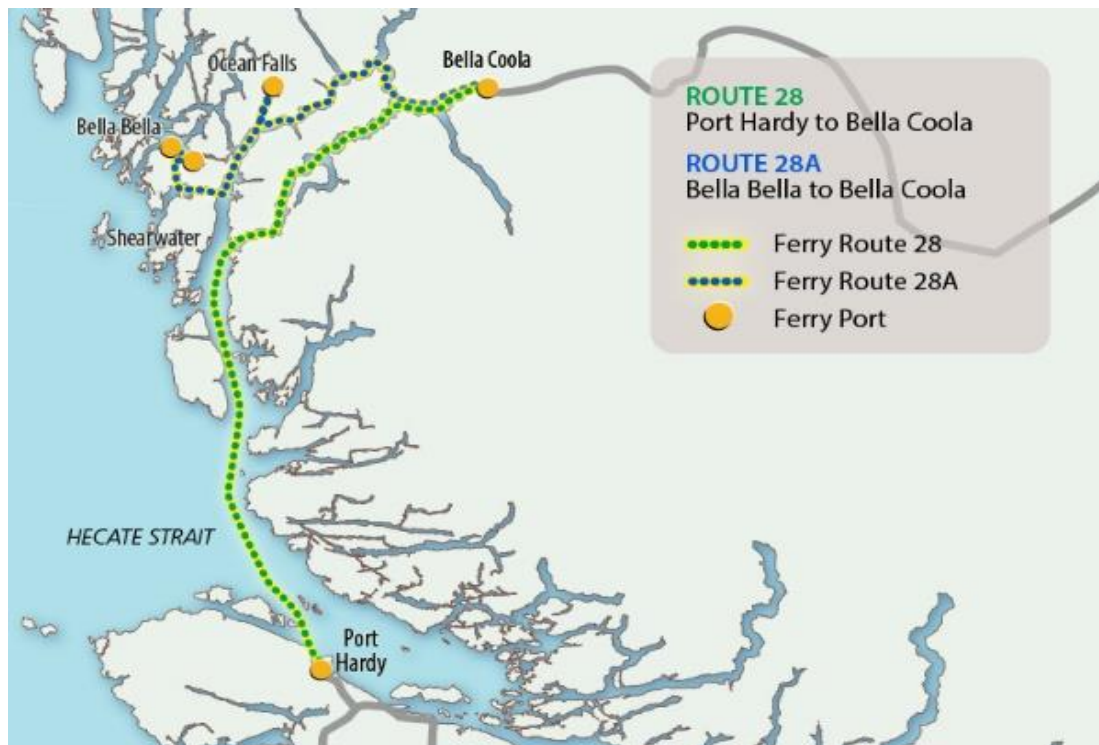 Ocean Falls
Bella Coola
Bella Bella
Shearwater
HECATE STRAIT
Port
Hardy
ROUTE 28
Port Hardy to Bella Coola
ROUTE 28A
Bella Bella to Bella Coola
Ferry Route 28
Ferry Route 28A
Ferry Port